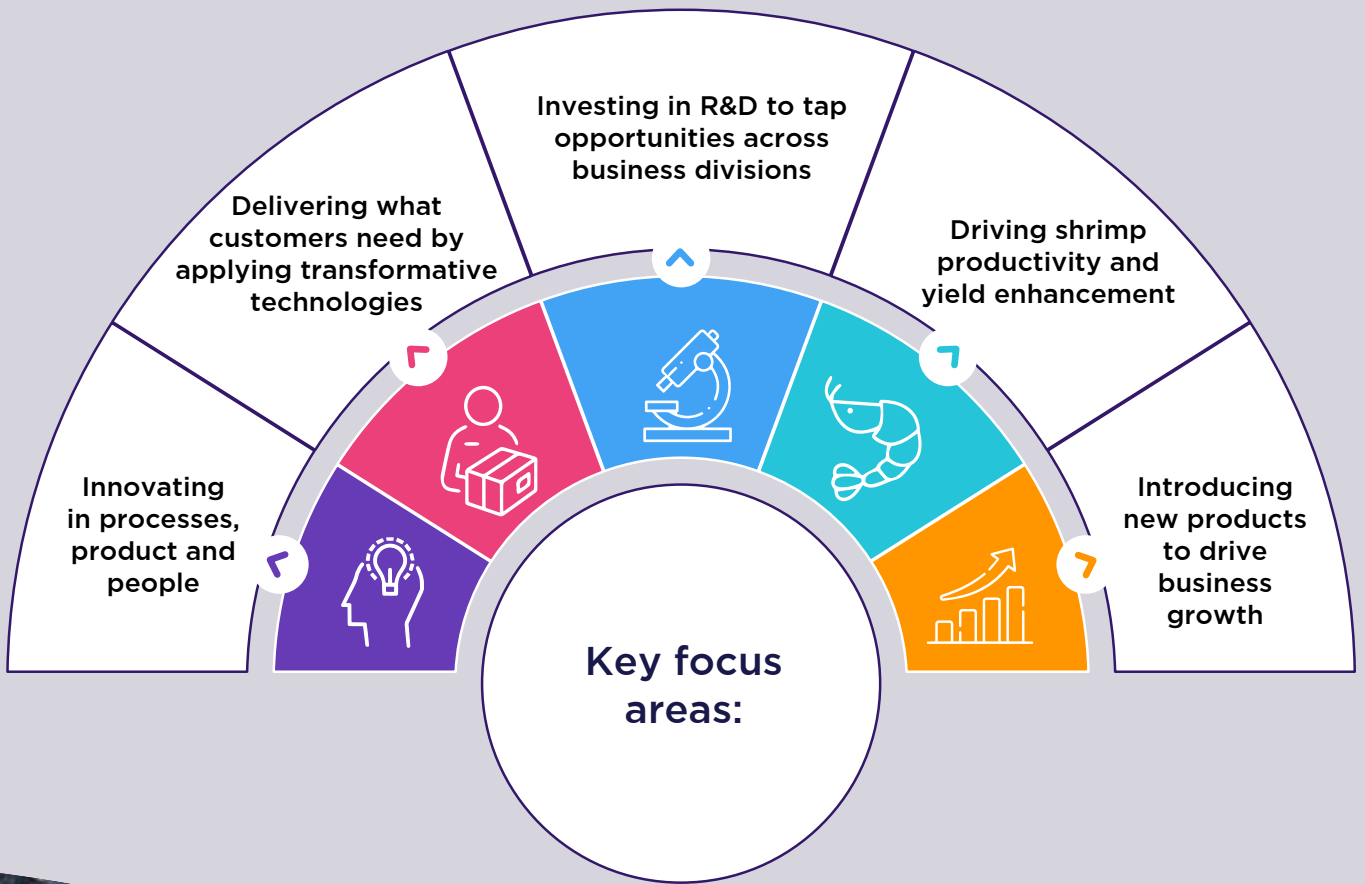 Investing in R&D to tap
opportunities across
business divisions
Delivering what
customers need by
applying transformative
technologies
Driving shrimp
productivity and
yield enhancement
Innovating
in processes,
product and
people
Introducing
new products
to drive
business
growth
Key focus
areas: